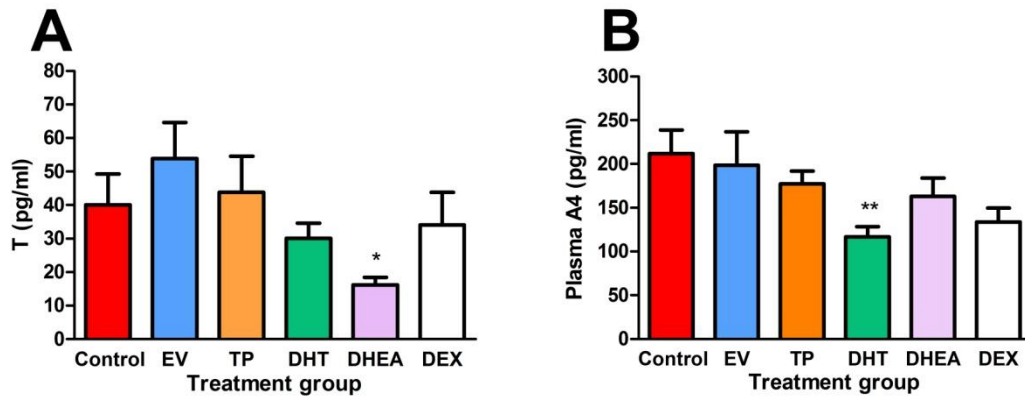 A
T (pg/ml)
80
70
60
50
40
30
20
10
0
*
Control EV TP DHT DHEA DEX
Treatment group
B
Plasma A4 (pg/ml)
300
250
200
150
100
50
0
**
Control EV TP DHT DHEA DEX
Treatment group